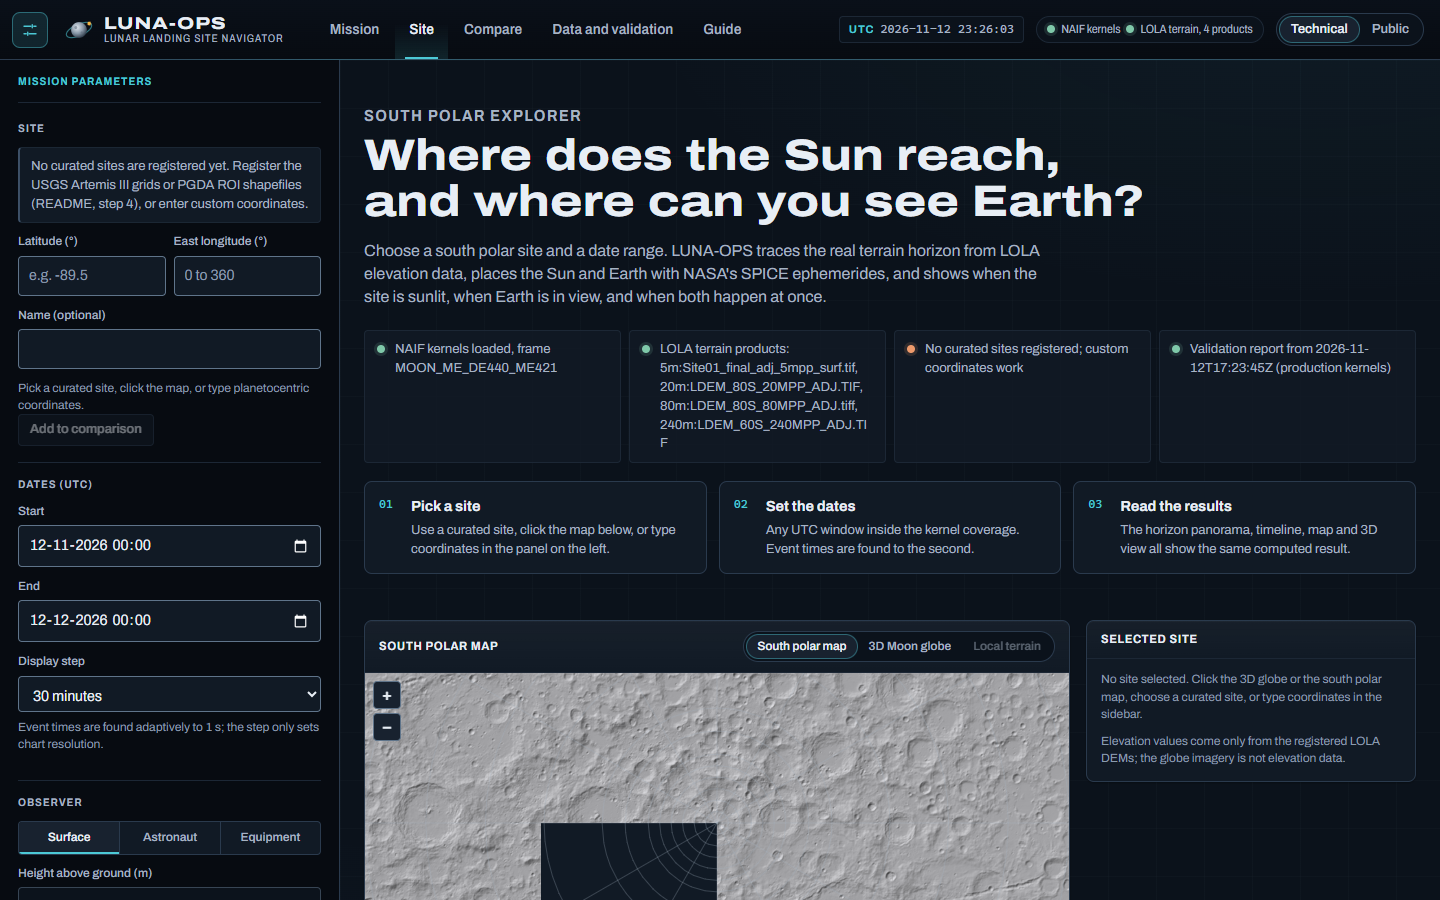 LUNA-OPS
LUNAR LANDING SITE NAVIGATOR
Mission
Site
Compare
Data and validation
Guide
UTC 2026-11-12 23:26:03
NAIF kernels
LOLA terrain, 4 products
Technical
Public
MISSION PARAMETERS
SITE
No curated sites are registered yet. Register the
USGS Artemis III grids or PGDA ROI shapefiles
(README, step 4), or enter custom coordinates.
Latitude (°)
East longitude (°)
e.g. -89.5
0 to 360
Name (optional)
Pick a curated site, click the map, or type planetocentric
coordinates.
Add to comparison
DATES (UTC)
Start
12-11-2026 00:00
End
12-12-2026 00:00
Display step
30 minutes
Event times are found adaptively to 1 s; the step only sets
chart resolution.
OBSERVER
Surface
Astronaut
Equipment
Height above ground (m)
SOUTH POLAR EXPLORER
Where does the Sun reach,
and where can you see Earth?
Choose a south polar site and a date range. LUNA-OPS traces the real terrain horizon from LOLA
elevation data, places the Sun and Earth with NASA's SPICE ephemerides, and shows when the
site is sunlit, when Earth is in view, and when both happen at once.
NAIF kernels loaded, frame
MOON_ME_DE440_ME421
LOLA terrain products:
5m:Site01_final_adj_5mpp_surf.tif,
20m:LDEM_80S_20MPP_ADJ.TIF,
80m:LDEM_80S_80MPP_ADJ.tiff,
240m:LDEM_60S_240MPP_ADJ.TI
F
No curated sites registered; custom
coordinates work
Validation report from 2026-11-
12T17:23:45Z (production kernels)
01
Pick a site
Use a curated site, click the map below, or type
coordinates in the panel on the left.
02
Set the dates
Any UTC window inside the kernel coverage.
Event times are found to the second.
03
Read the results
The horizon panorama, timeline, map and 3D
view all show the same computed result.
SOUTH POLAR MAP
South polar map
3D Moon globe
Local terrain
+
−
SELECTED SITE
No site selected. Click the 3D globe or the south polar
map, choose a curated site, or type coordinates in the
sidebar.
Elevation values come only from the registered LOLA
DEMs; the globe imagery is not elevation data.